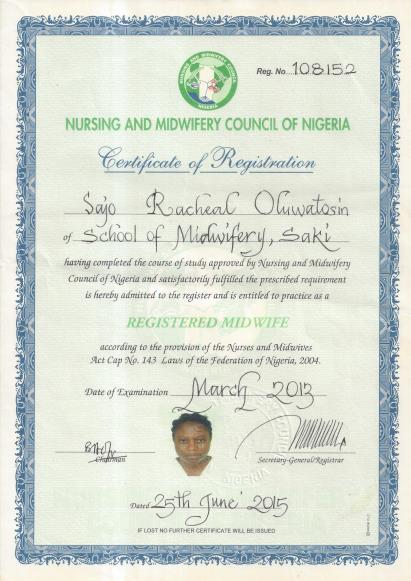 NURSING AND MIDWIFERY COUNCIL
NIGERIA
Reg. No. 108152
NURSING AND MIDWIFERY COUNCIL OF NIGERIA
Certificate of Registration
Sajo Racheal Oluwatosin
of School of Midwifery, Saki
having completed the course of study approved by Nursing and Midwifery
Council of Nigeria and satisfactorily fulfilled the prescribed requirement
is hereby admitted to the register and is entitled to practice as a
REGISTERED MIDWIFE
according to the provision of the Nurses and Midwives
Act Cap No. 143 Laws of the Federation of Nigeria, 2004.
Date of Examination March 2013
Chairman
Secretary-General/Registrar
Dated 25th June 2015
IF LOST NO FURTHER CERTIFICATE WILL BE ISSUED